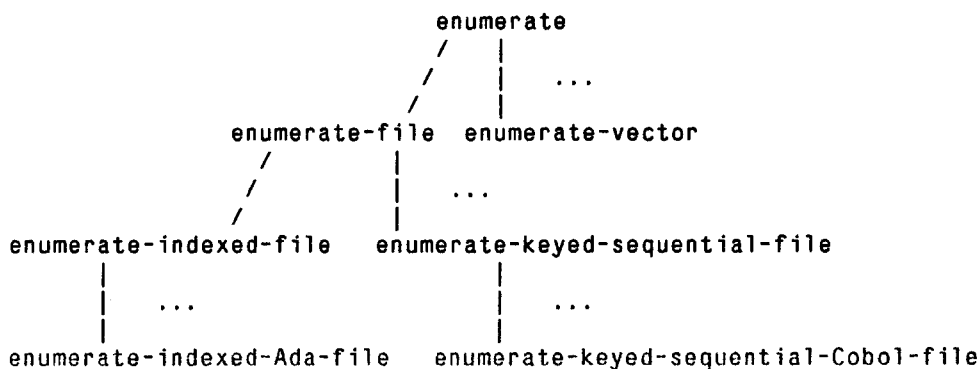 enumerate
...
enumerate-file enumerate-vector
...
enumerate-indexed-file enumerate-keyed-sequential-file
... ...
enumerate-indexed-Ada-file enumerate-keyed-sequential-Cobol-file